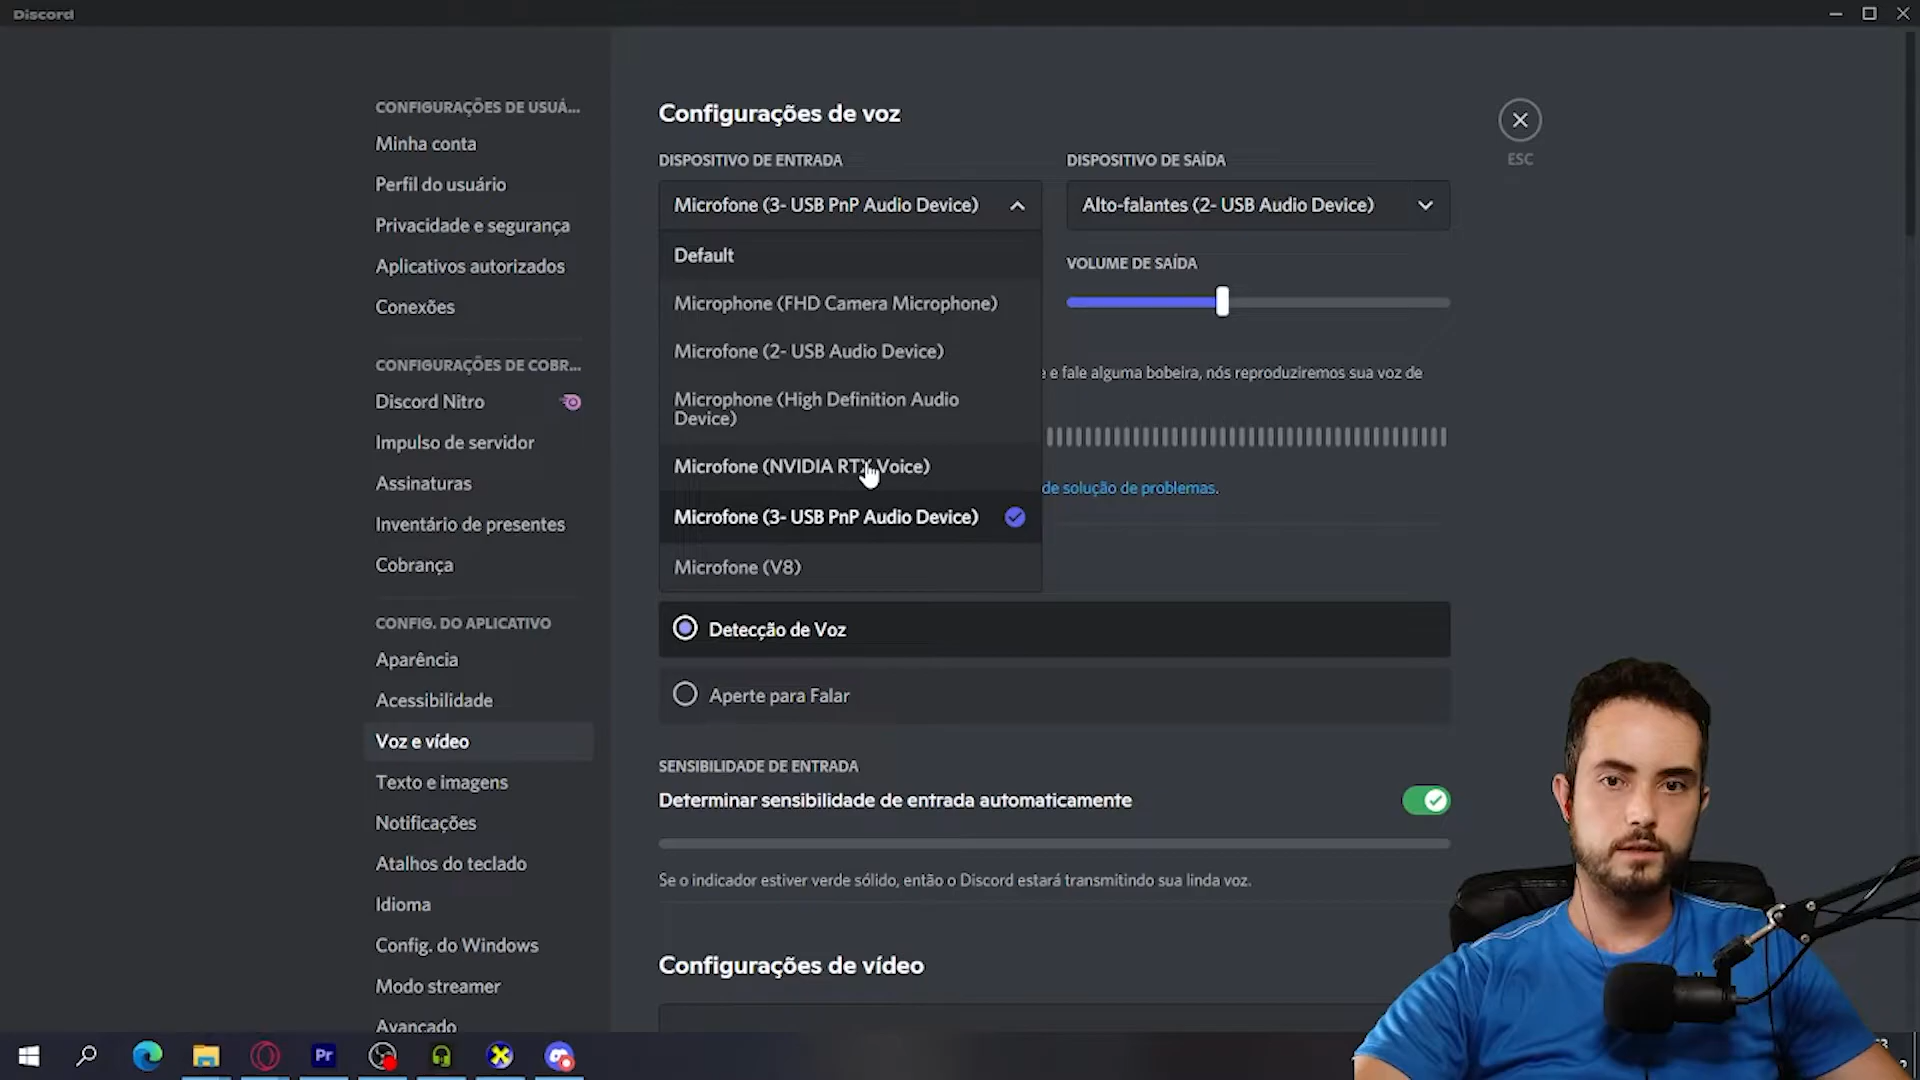 Discord
CONFIGURAÇÕES DE USUÁ...
Minha conta
Perfil do usuário
Privacidade e segurança
Aplicativos autorizados
Conexões
CONFIGURAÇÕES DE COBR...
Discord Nitro
Impulso de servidor
Assinaturas
Inventário de presentes
Cobrança
CONFIG. DO APLICATIVO
Aparência
Acessibilidade
Voz e vídeo
Texto e imagens
Notificações
Atalhos do teclado
Idioma
Config. do Windows
Modo streamer
Avançado
Configurações de voz
DISPOSITIVO DE ENTRADA
Microfone (3- USB PnP Audio Device)
Default
Microphone (FHD Camera Microphone)
Microfone (2- USB Audio Device)
Microphone (High Definition Audio
Device)
Microfone (NVIDIA RTX Voice)
Microfone (3- USB PnP Audio Device)
Microfone (V8)
DISPOSITIVO DE SAÍDA
Alto-falantes (2- USB Audio Device)
VOLUME DE SAÍDA
e fale alguma bobeira, nós reproduziremos sua voz de
de solução de problemas.
ESC
Detecção de Voz
Aperte para Falar
SENSIBILIDADE DE ENTRADA
Determinar sensibilidade de entrada automaticamente
Se o indicador estiver verde sólido, então o Discord estará transmitindo sua linda voz.
Configurações de vídeo
Pr